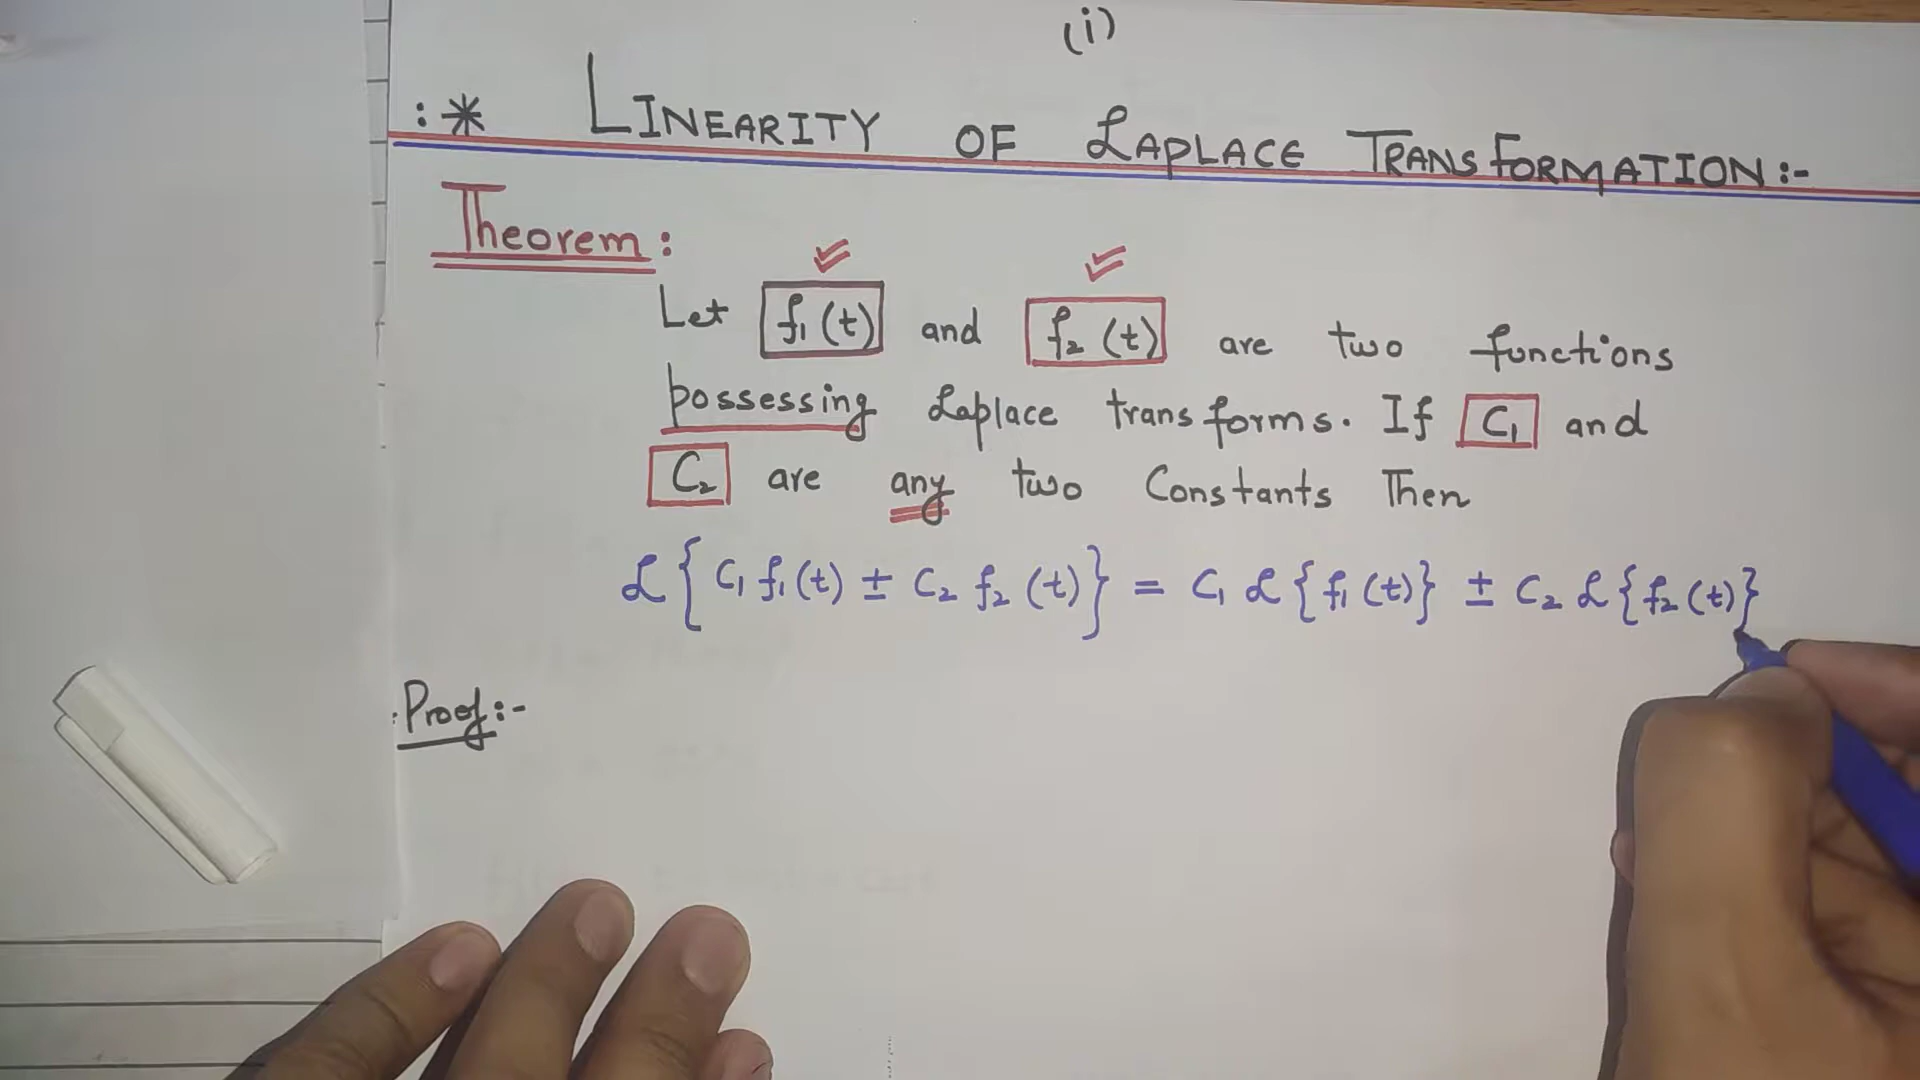 (i)
:* LINEARITY OF LAPLACE TRANSFORMATION:-
Theorem:
Let f₁(t) and f₂(t) are two functions
possessing Laplace transforms. If C₁ and
C₂ are any two Constants Then
ℒ{C₁ f₁(t) ± C₂ f₂(t)} = C₁ ℒ{f₁(t)} ± C₂ ℒ{f₂(t)}
Proof:-